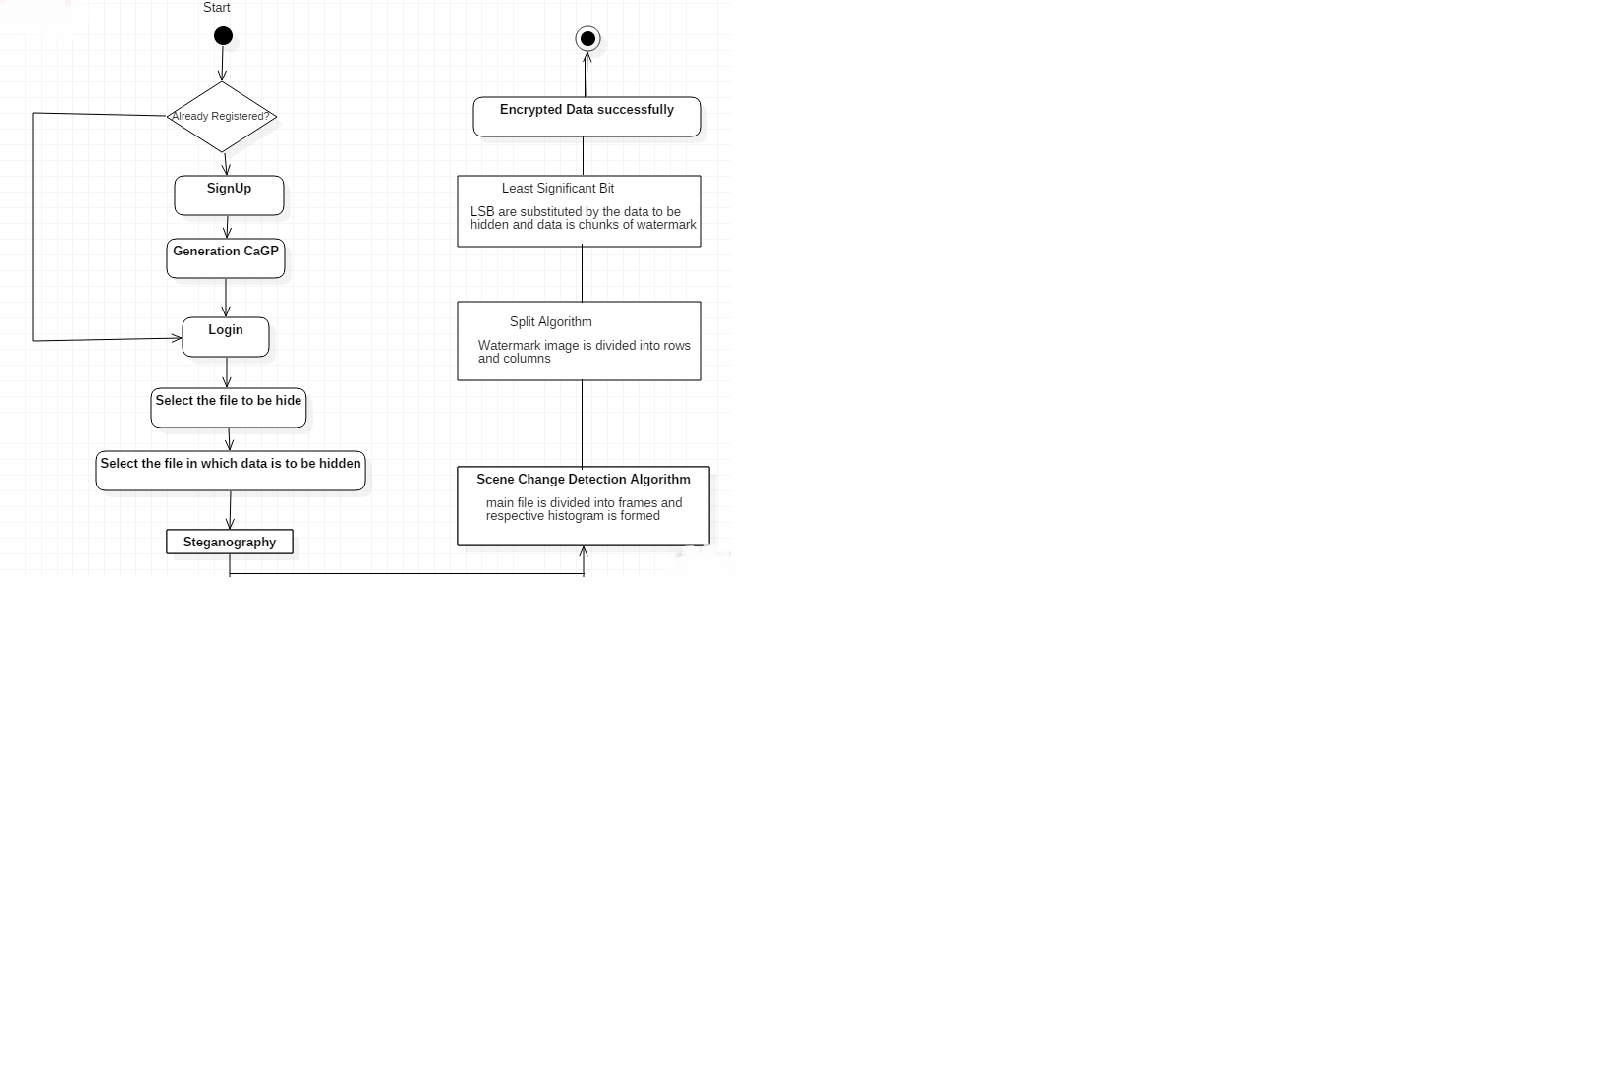 Start
Already Registered?
SignUp
Generation CaGP
Login
Select the file to be hide
Select the file in which data is to be hidden
Steganography
Encrypted Data successfully
Least Significant Bit
LSB are substituted by the data to be
hidden and data is chunks of watermark
Split Algorithm
Watermark image is divided into rows
and columns
Scene Change Detection Algorithm
main file is divided into frames and
respective histogram is formed